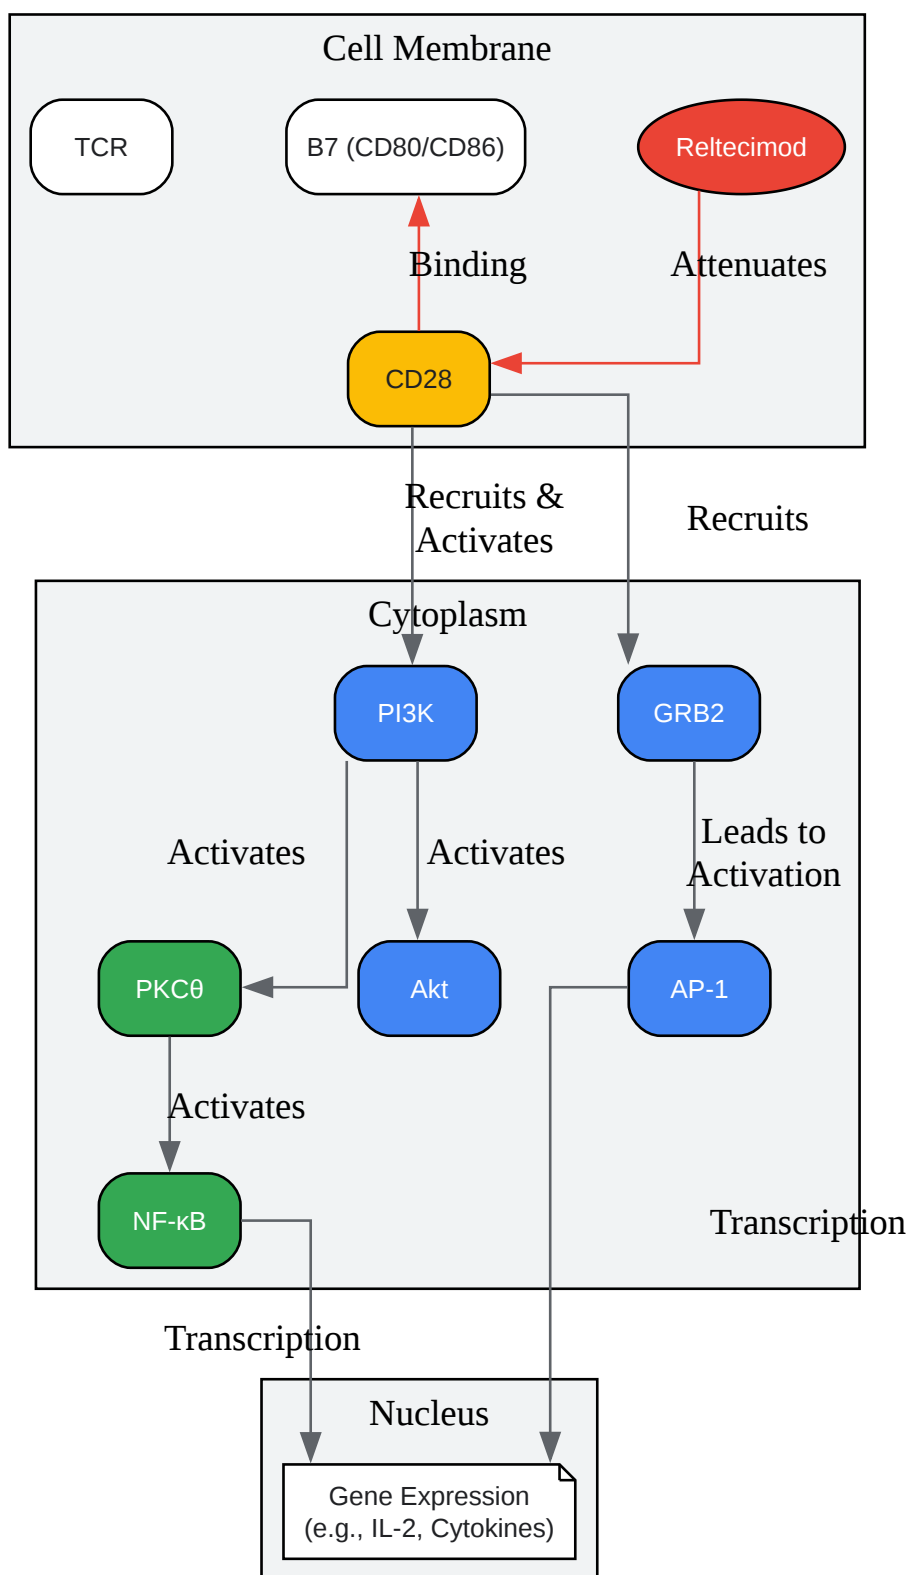 Cell Membrane
TCR
B7 (CD80/CD86)
Reltecimod
Binding
Attenuates
CD28
Recruits &
Activates
Recruits
Cytoplasm
PI3K
GRB2
Activates
Activates
Leads to
Activation
PKCθ
Akt
AP-1
Activates
NF-κB
Transcription
Transcription
Nucleus
Gene Expression
(e.g., IL-2, Cytokines)